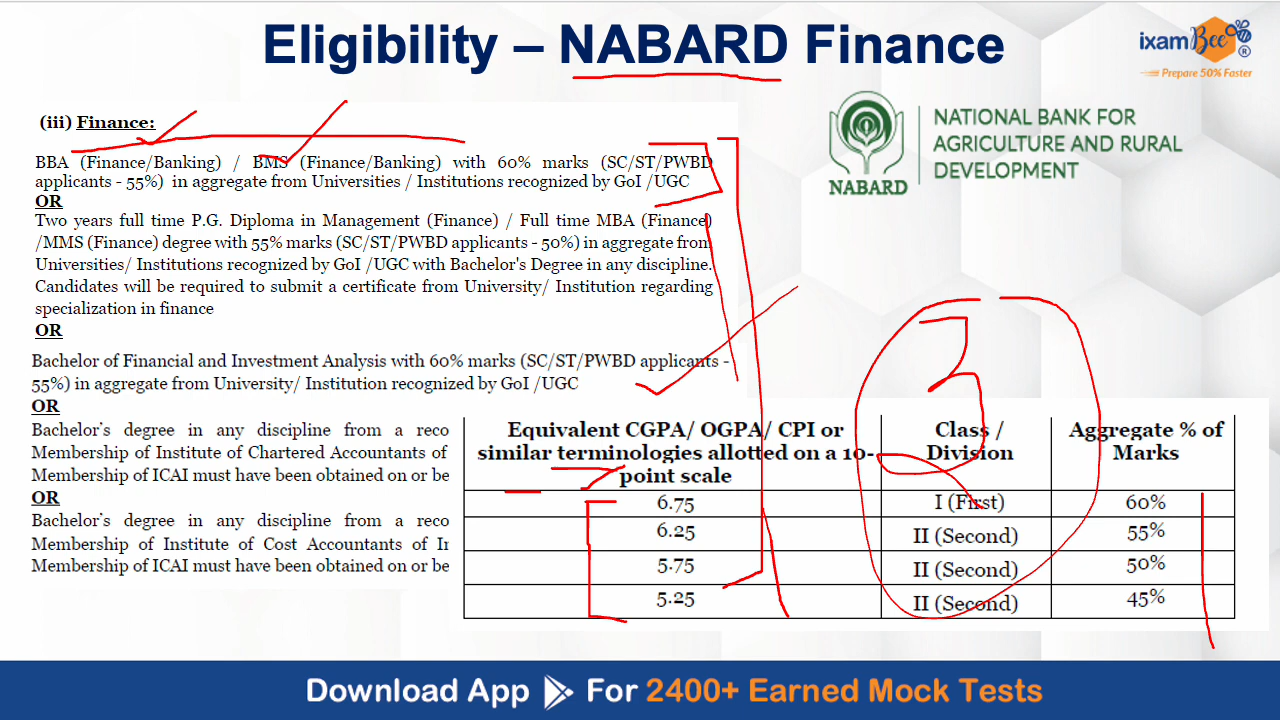 Eligibility – NABARD Finance
ixamBee
®
Prepare 50% Faster
NATIONAL BANK FOR
AGRICULTURE AND RURAL
DEVELOPMENT
NABARD
(iii) Finance:
BBA (Finance/Banking) / BMS (Finance/Banking) with 60% marks (SC/ST/PWBD
applicants - 55%) in aggregate from Universities / Institutions recognized by GoI /UGC
OR
Two years full time P.G. Diploma in Management (Finance) / Full time MBA (Finance)
/MMS (Finance) degree with 55% marks (SC/ST/PWBD applicants - 50%) in aggregate from
Universities/ Institutions recognized by GoI /UGC with Bachelor's Degree in any discipline.
Candidates will be required to submit a certificate from University/ Institution regarding
specialization in finance
OR
Bachelor of Financial and Investment Analysis with 60% marks (SC/ST/PWBD applicants -
55%) in aggregate from University/ Institution recognized by GoI /UGC
OR
Bachelor's degree in any discipline from a reco
Membership of Institute of Chartered Accountants of
Membership of ICAI must have been obtained on or be
OR
Bachelor's degree in any discipline from a reco
Membership of Institute of Cost Accountants of
Membership of ICAI must have been obtained on or be
Equivalent CGPA/ OGPA/ CPI or
similar terminologies allotted on a 10-
point scale
Class /
Division
Aggregate % of
Marks
6.75 I (First) 60%
6.25 II (Second) 55%
5.75 II (Second) 50%
5.25 II (Second) 45%
Download App For 2400+ Earned Mock Tests